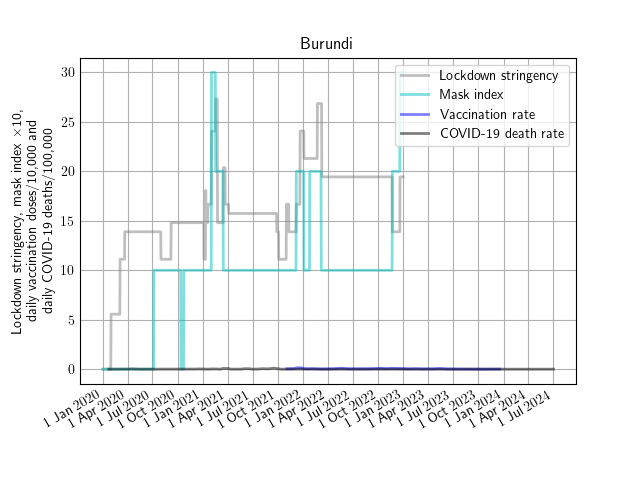 Burundi
Lockdown stringency, mask index ×10,
daily vaccination doses/10,000 and
daily COVID-19 deaths/100,000
30
25
20
15
10
5
0
Lockdown stringency
Mask index
Vaccination rate
COVID-19 death rate
1 Jan 2020
1 Apr 2020
1 Jul 2020
1 Oct 2020
1 Jan 2021
1 Apr 2021
1 Jul 2021
1 Oct 2021
1 Jan 2022
1 Apr 2022
1 Jul 2022
1 Oct 2022
1 Jan 2023
1 Apr 2023
1 Jul 2023
1 Oct 2023
1 Jan 2024
1 Apr 2024
1 Jul 2024